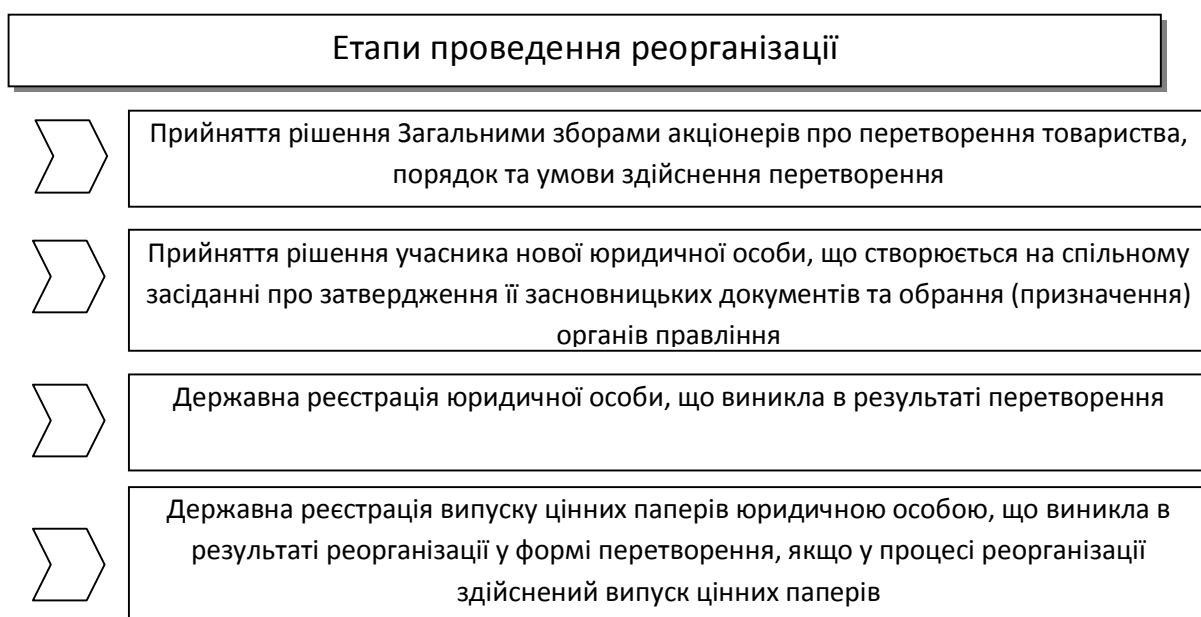 Етапи проведення реорганізації
Прийняття рішення Загальними зборами акціонерів про перетворення товариства,
порядок та умови здійснення перетворення
Прийняття рішення учасника нової юридичної особи, що створюється на спільному
засіданні про затвердження її засновницьких документів та обрання (призначення)
органів правління
Державна реєстрація юридичної особи, що виникла в результаті перетворення
Державна реєстрація випуску цінних паперів юридичною особою, що виникла в
результаті реорганізації у формі перетворення, якщо у процесі реорганізації
здійснений випуск цінних паперів